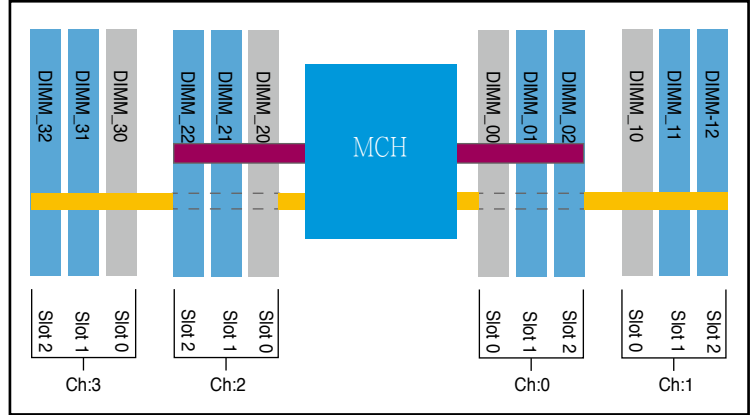 DIMM_32
DIMM_31
DIMM_30
DIMM_22
DIMM_21
DIMM_20
MCH
DIMM_00
DIMM_01
DIMM_02
DIMM_10
DIMM_11
DIMM-12
Slot 2
Slot 1
Slot 0
Slot 2
Slot 1
Slot 0
Slot 0
Slot 1
Slot 2
Slot 0
Slot 1
Slot 2
Ch:3
Ch:2
Ch:0
Ch:1